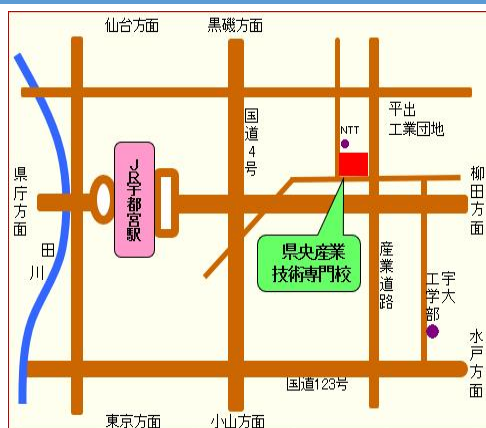 仙台方面
黒磯方面
国道4号
平出
工業団地
NTT
県庁方面
JR宇都宮駅
柳田方面
田川
県央産業
技術専門校
産業道路
宇大
工学部
水戸方面
国道123号
東京方面
小山方面